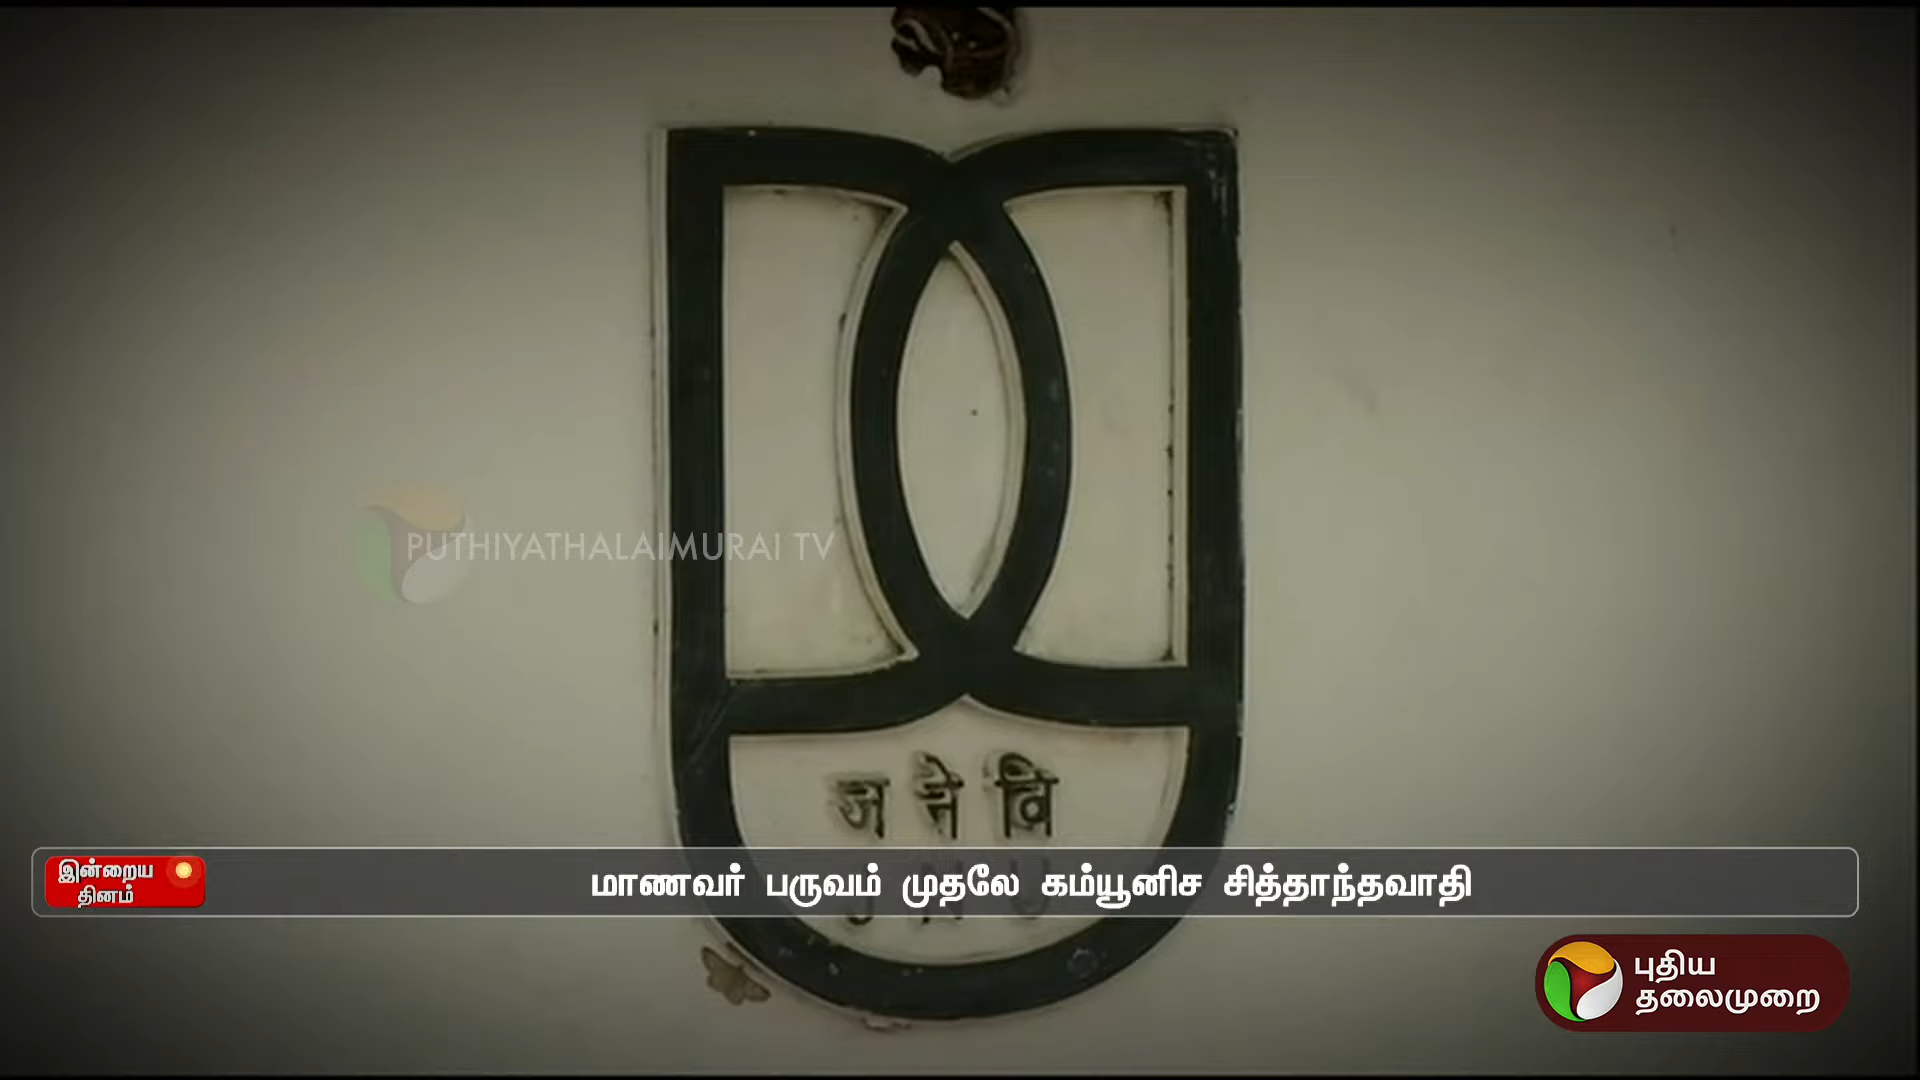 PUTHIYATHALAIMURAI TV
ज ने वि
இன்றைய
தினம்
மாணவர் பருவம் முதலே கம்யூனிச சித்தாந்தவாதி
புதிய
தலைமுறை